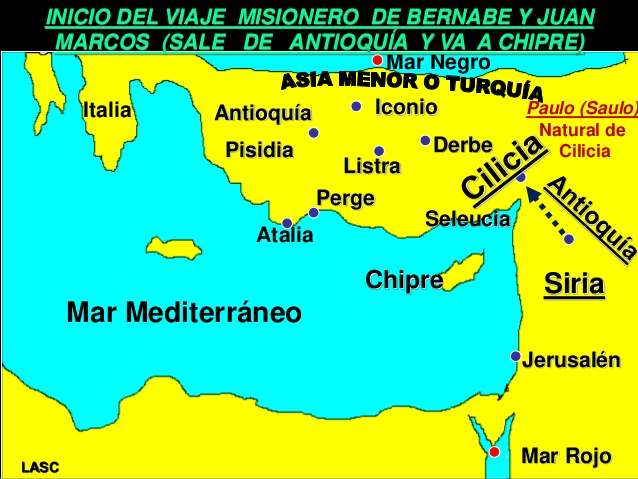 INICIO DEL VIAJE MISIONERO DE BERNABE Y JUAN
MARCOS (SALE DE ANTIOQUÍA Y VA A CHIPRE)
Mar Negro
ASIA MENOR O TURQUÍA
Italia
Antioquía
Iconio
Paulo (Saulo)
Natural de
Cilicia
Pisidia
Listra
Derbe
Cilicia
Antioquía
Perge
Seleucia
Atalia
Chipre
Siria
Mar Mediterráneo
Jerusalén
Mar Rojo
LASC